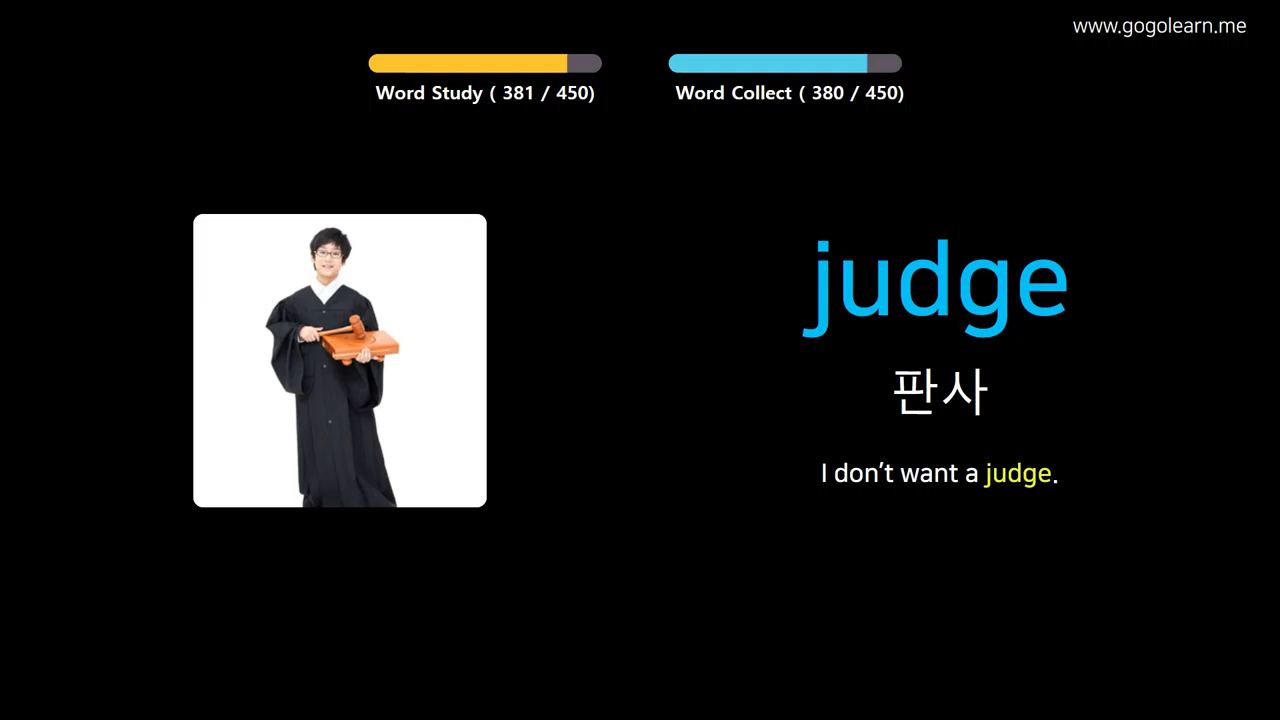 www.gogolearn.me
Word Study ( 381 / 450)
Word Collect ( 380 / 450)
judge
판사
I don’t want a judge.